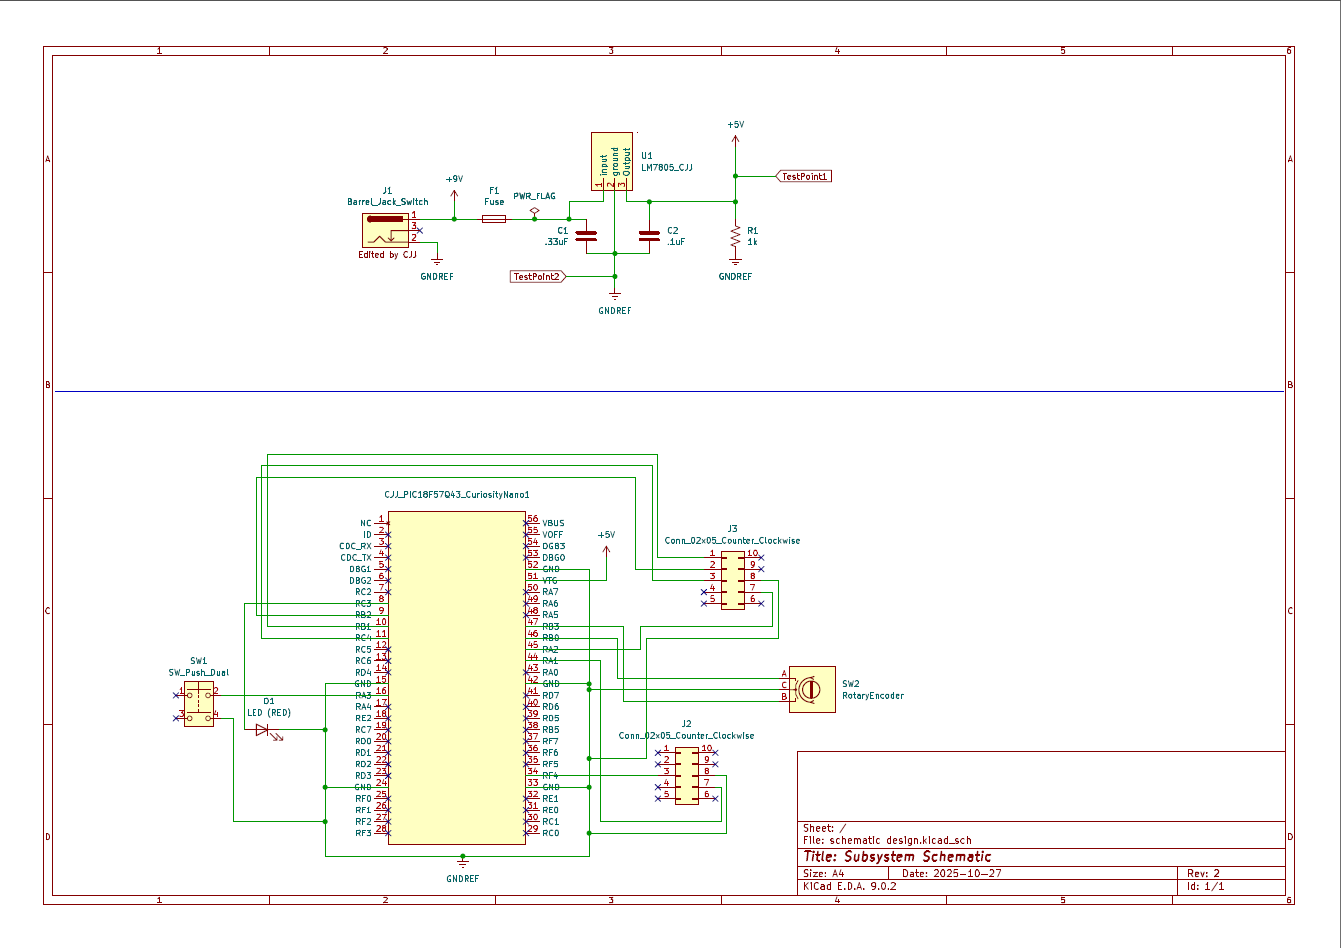 1 2 3 4 5 6
A
B
C
D
A
B
C
D
+5V
U1
LM7805_CJJ
input
ground
Output
1 2 3
TestPoint1
+9V
J1
Barrel_Jack_Switch
1
3
2
Edited by CJJ
GNDREF
F1
Fuse
PWR_FLAG
C1
.33uF
C2
.1uF
R1
1k
GNDREF
TestPoint2
GNDREF
CJJ_PIC18F57Q43_CuriosityNano1
NC 1
ID 2
CDC_RX 3
CDC_TX 4
DBG1 5
DBG2 6
RC2 7
RC3 8
RB2 9
RB1 10
RC4 11
RC5 12
RC6 13
RD4 14
GND 15
RA3 16
RA4 17
RE2 18
RC7 19
RD0 20
RD1 21
RD2 22
RD3 23
GND 24
RF0 25
RF1 26
RF2 27
RF3 28
56 VBUS
55 VOFF
54 DGB3
53 DBG0
52 GND
51 VTG
50 RA7
49 RA6
48 RA5
47 RB3
46 RB0
45 RA2
44 RA1
43 RA0
42 GND
41 RD7
40 RD6
39 RD5
38 RB5
37 RF7
36 RF6
35 RF5
34 RF4
33 GND
32 RE1
31 RE0
30 RC1
29 RC0
+5V
J3
Conn_02x05_Counter_Clockwise
1 10
2 9
3 8
4 7
5 6
SW1
SW_Push_Dual
1 2
3 4
D1
LED (RED)
A
C
B
SW2
RotaryEncoder
J2
Conn_02x05_Counter_Clockwise
1 10
2 9
3 8
4 7
5 6
GNDREF
Sheet: /
File: schematic design.kicad_sch
Title: Subsystem Schematic
Size: A4 Date: 2025-10-27 Rev: 2
KiCad E.D.A. 9.0.2 Id: 1/1
1 2 3 4 5 6